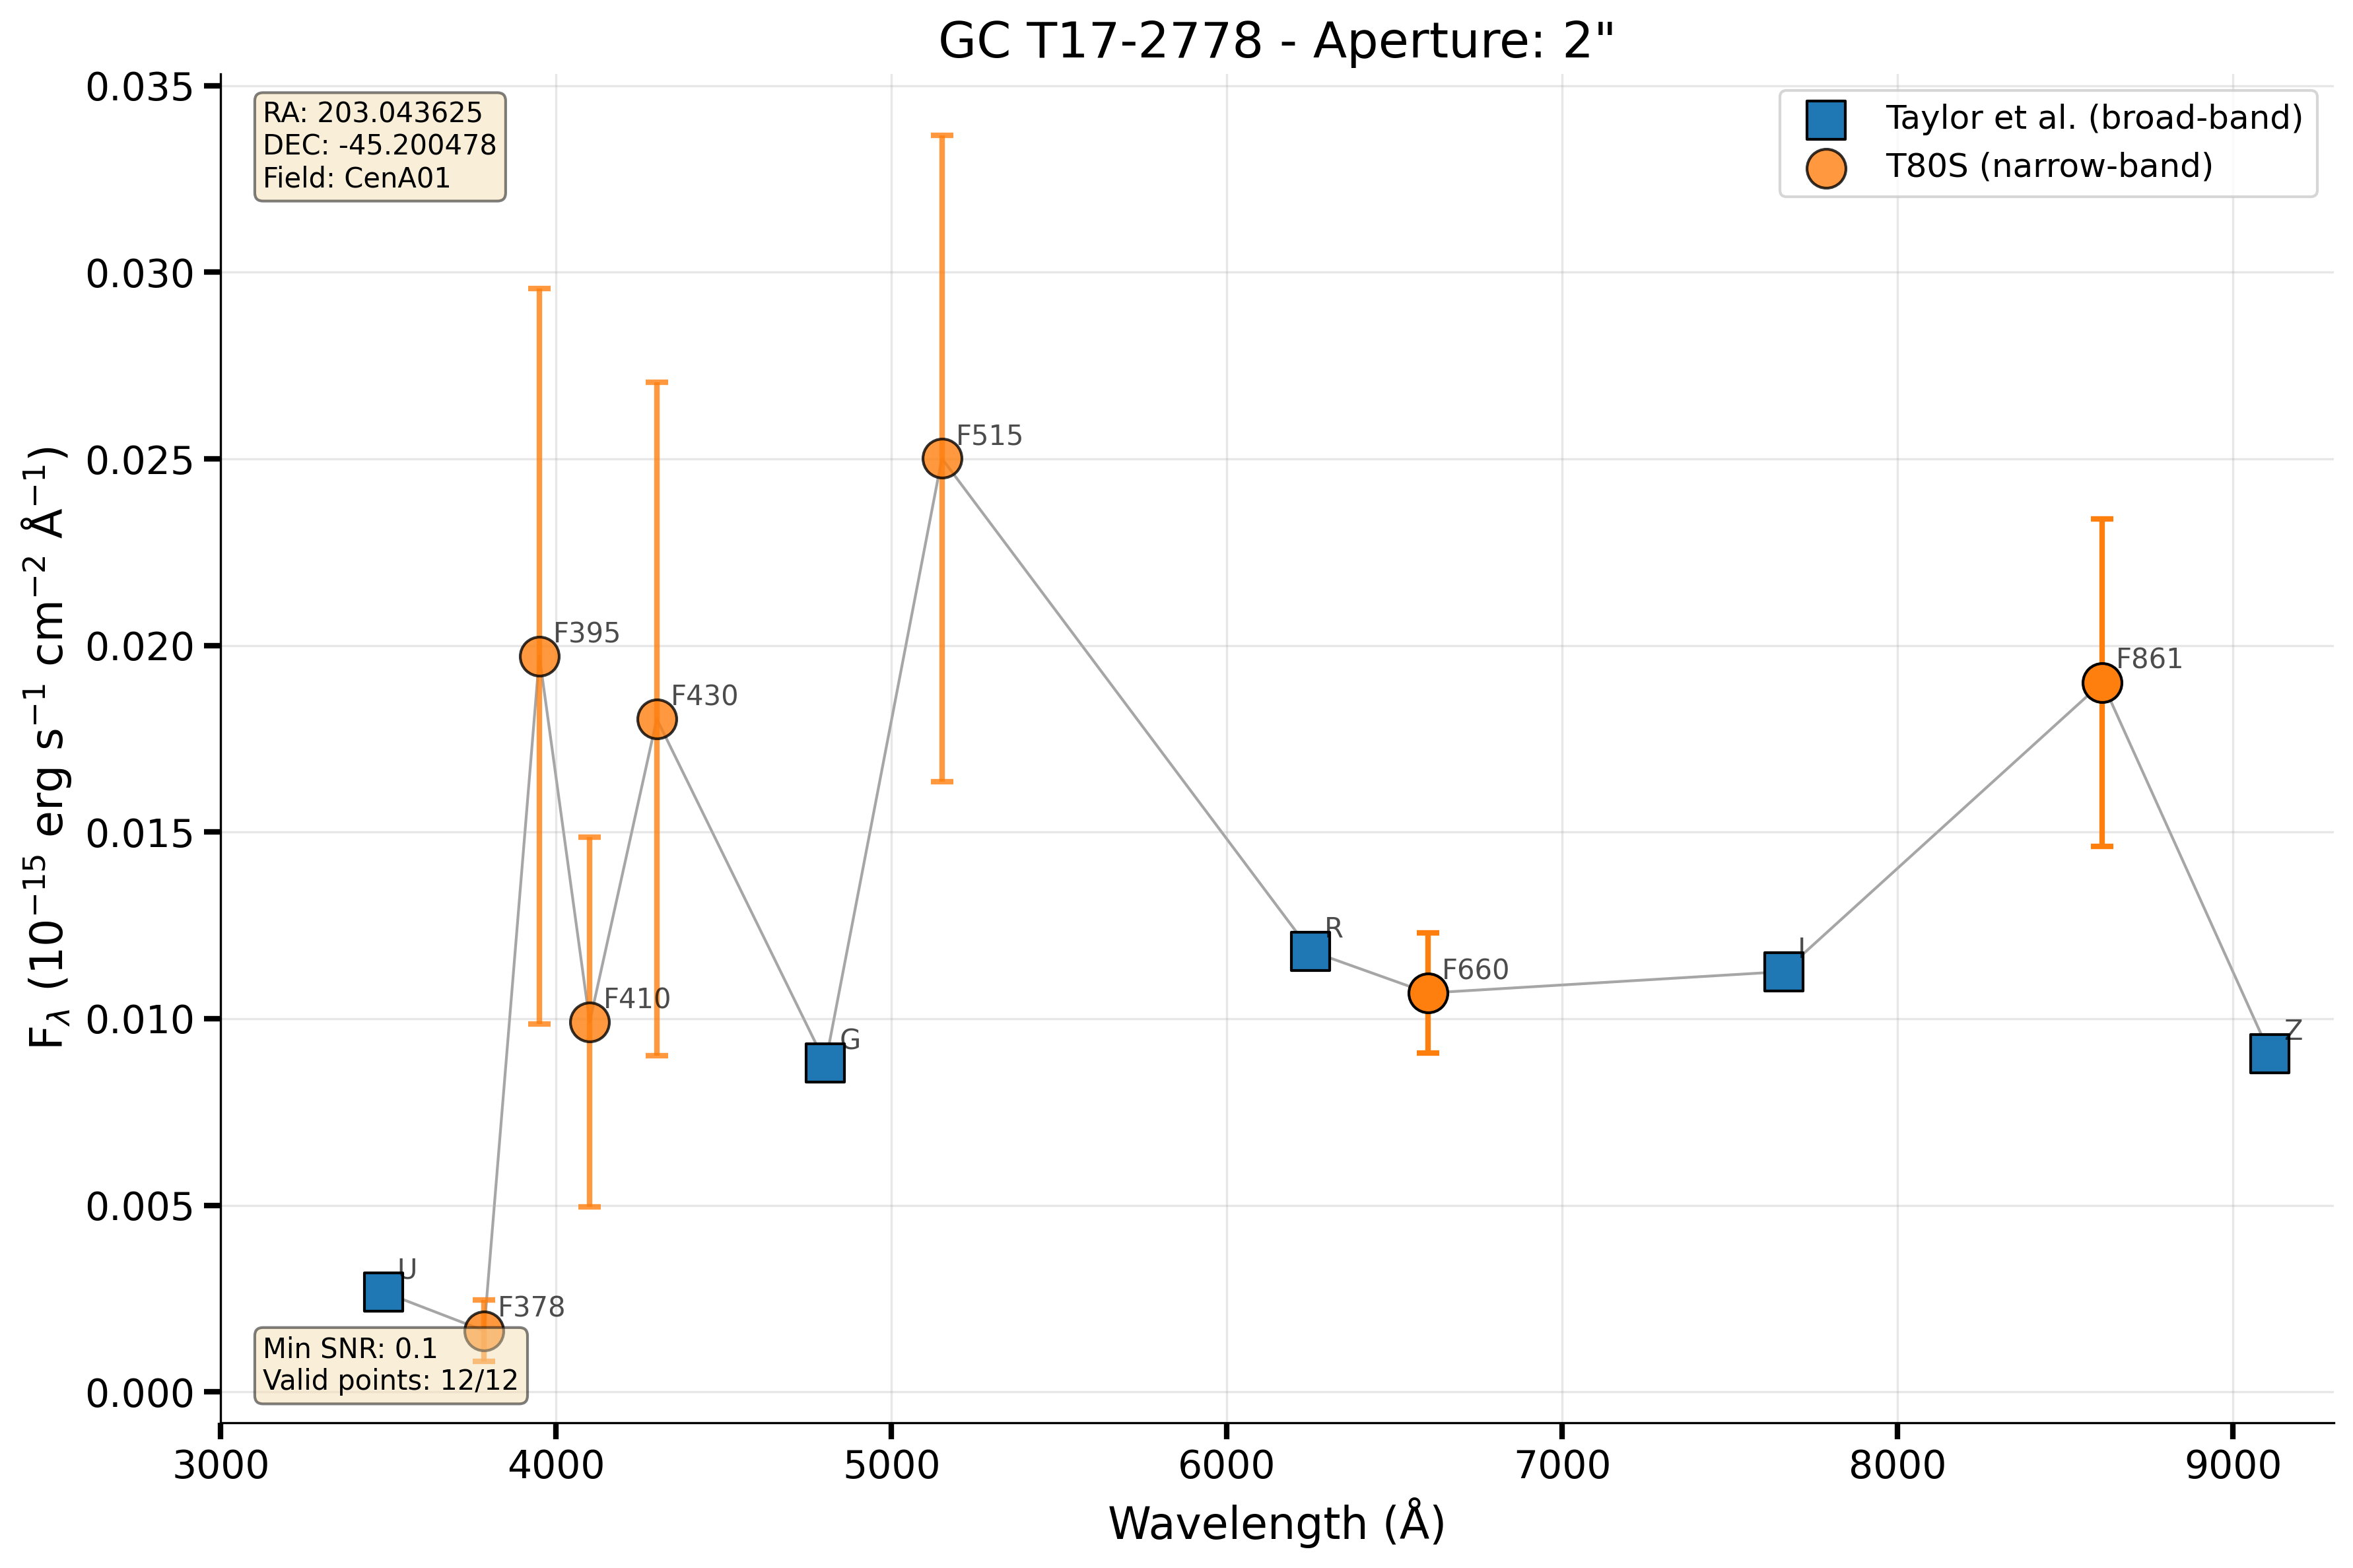 GC T17-2778 - Aperture: 2"
RA: 203.043625
DEC: -45.200478
Field: CenA01
Taylor et al. (broad-band)
T80S (narrow-band)
0.035
0.030
0.025
0.020
0.015
0.010
0.005
0.000
F_λ (10⁻¹⁵ erg s⁻¹ cm⁻² Å⁻¹)
U
F378
F395
F410
F430
G
F515
R
F660
I
F861
Z
Min SNR: 0.1
Valid points: 12/12
3000 4000 5000 6000 7000 8000 9000
Wavelength (Å)